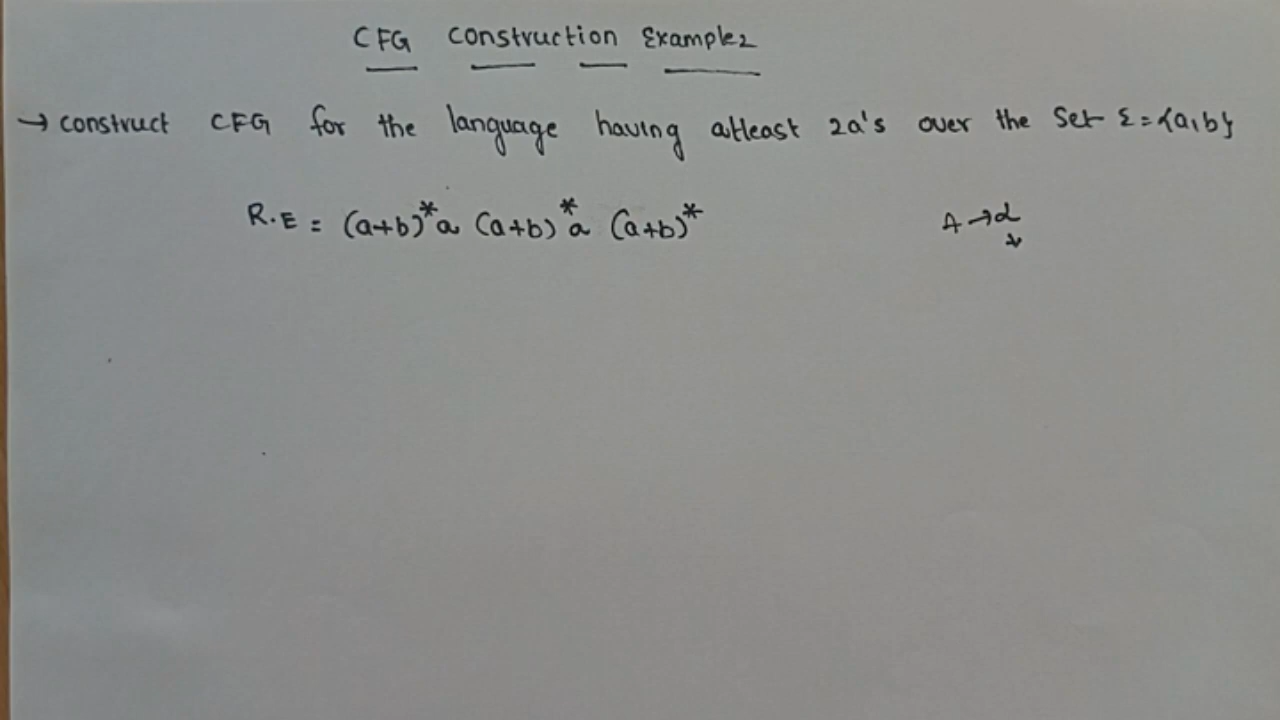 CFG Construction Example2
→ construct CFG for the language having atleast 2a's over the Set Σ={a,b}
R.E = (a+b)*a (a+b)*a (a+b)*
A→α
↓